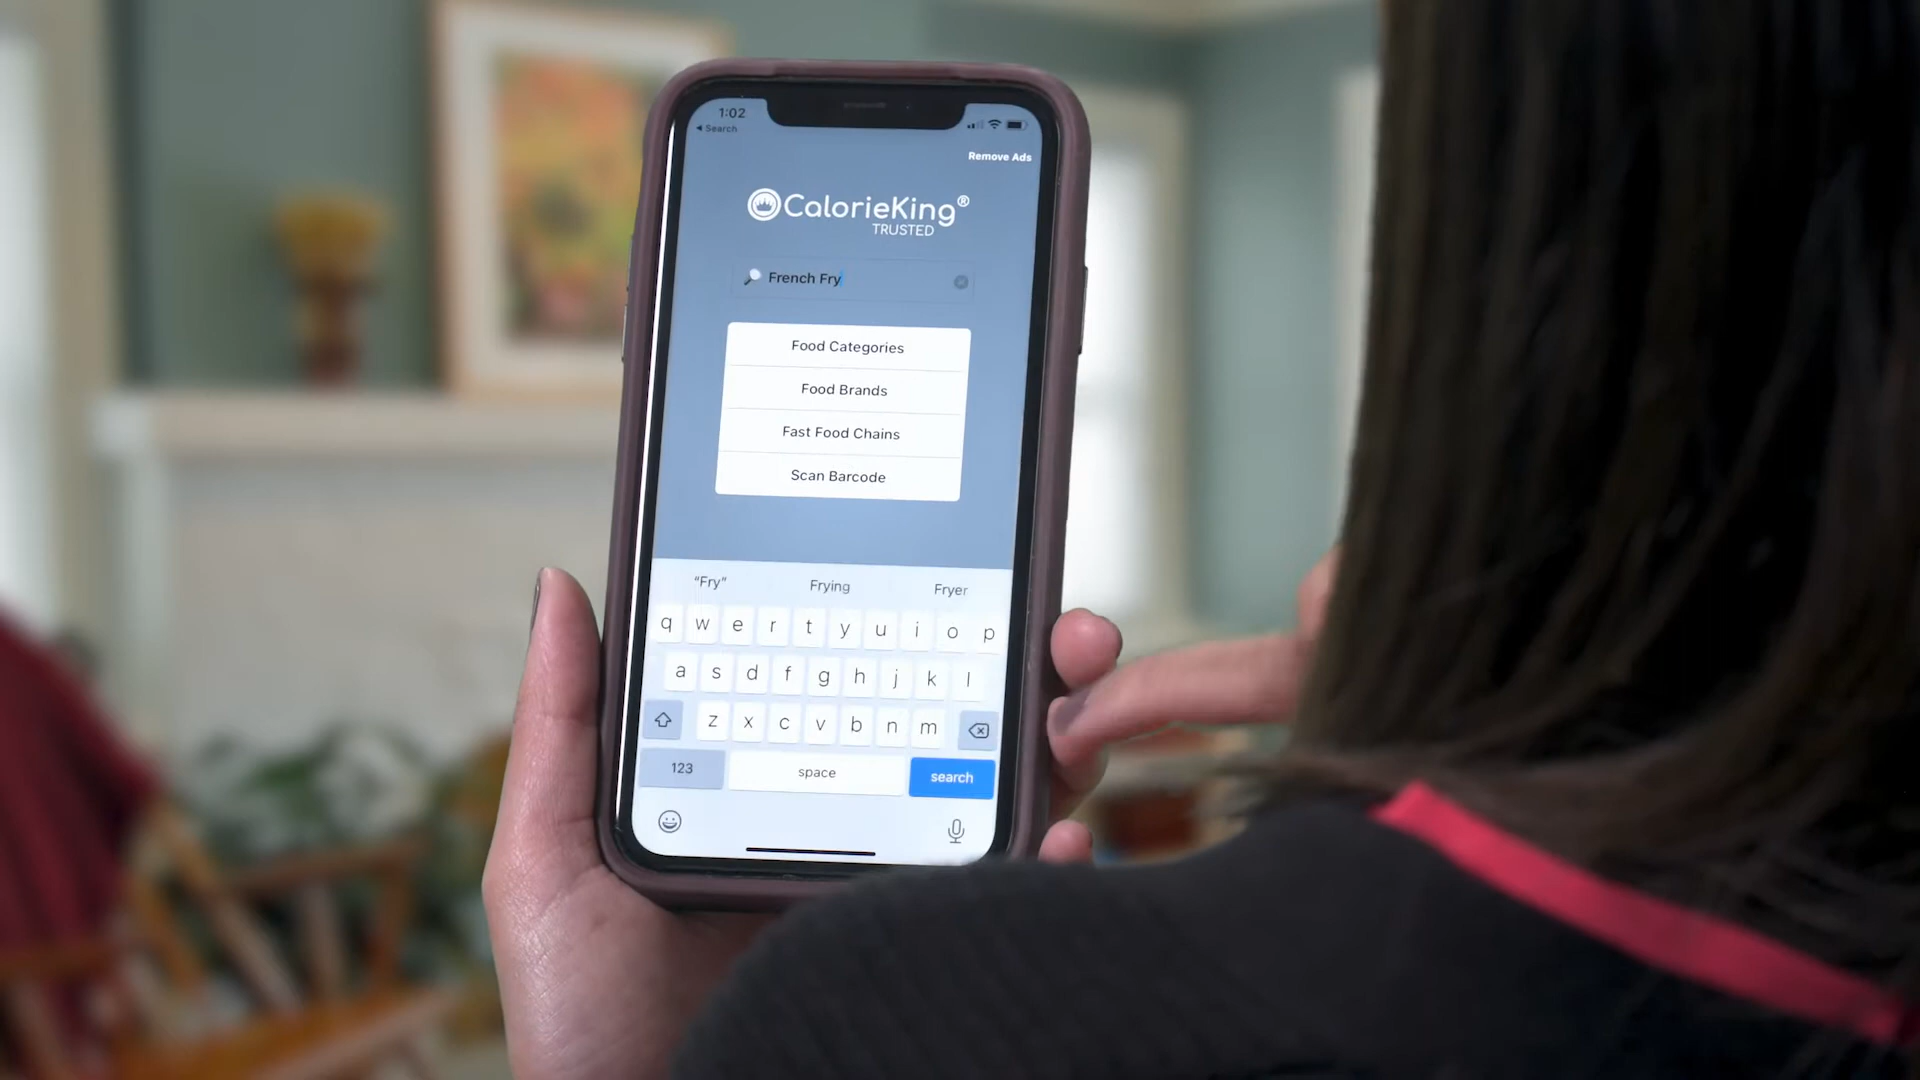 1:02
Search
Remove Ads
CalorieKing®
TRUSTED
French Fry
Food Categories
Food Brands
Fast Food Chains
Scan Barcode
“Fry” Frying Fryer
q w e r t y u i o p
a s d f g h j k l
z x c v b n m
123 space search